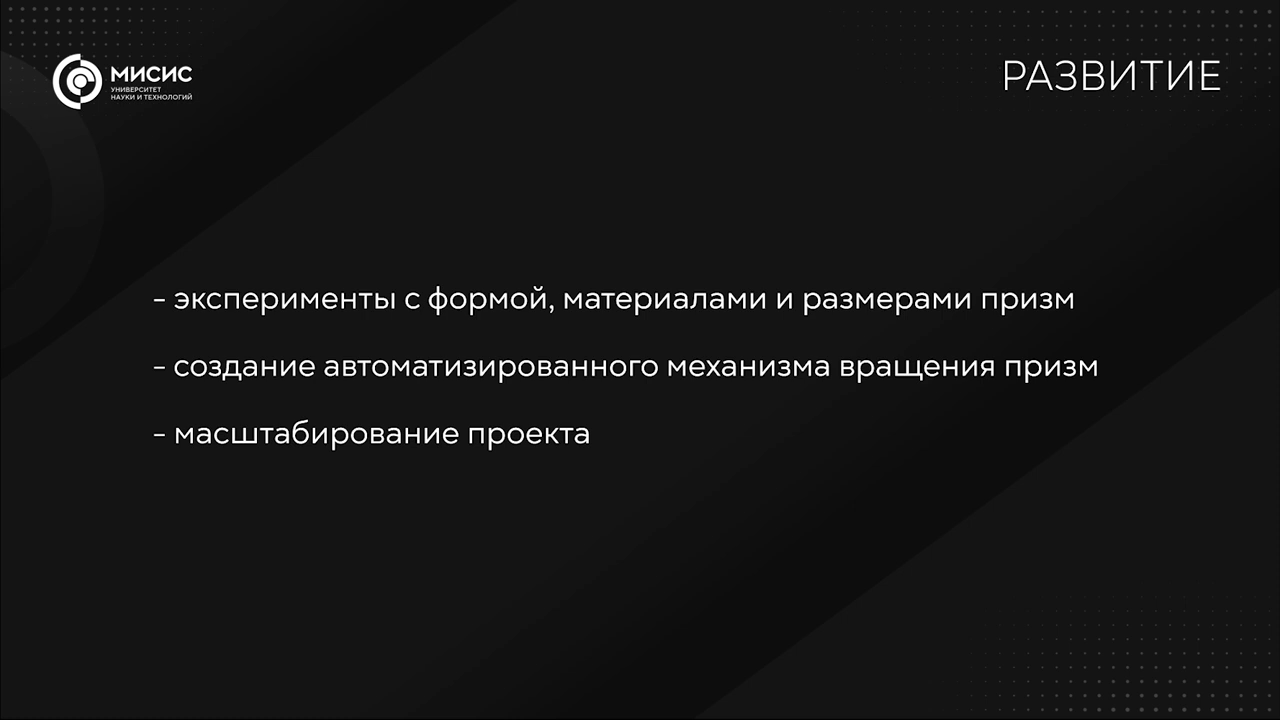 МИСИС
УНИВЕРСИТЕТ
НАУКИ И ТЕХНОЛОГИЙ
РАЗВИТИЕ
- эксперименты с формой, материалами и размерами призм
- создание автоматизированного механизма вращения призм
- масштабирование проекта